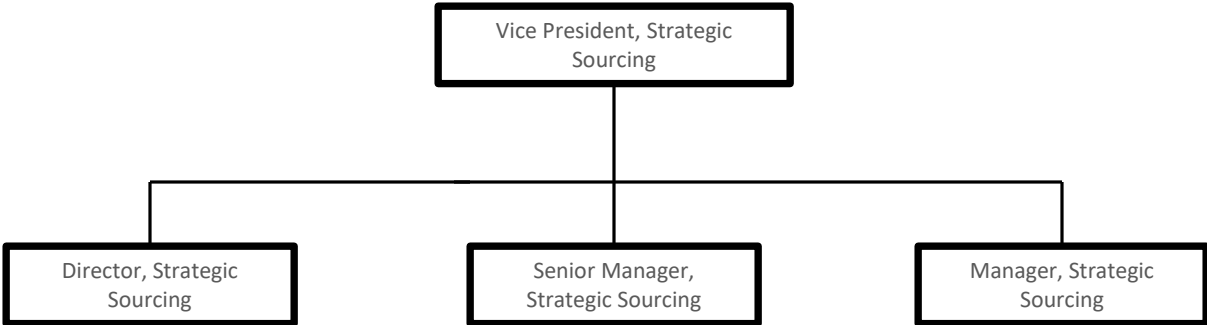 Vice President, Strategic
Sourcing
Director, Strategic
Sourcing
Senior Manager,
Strategic Sourcing
Manager, Strategic
Sourcing